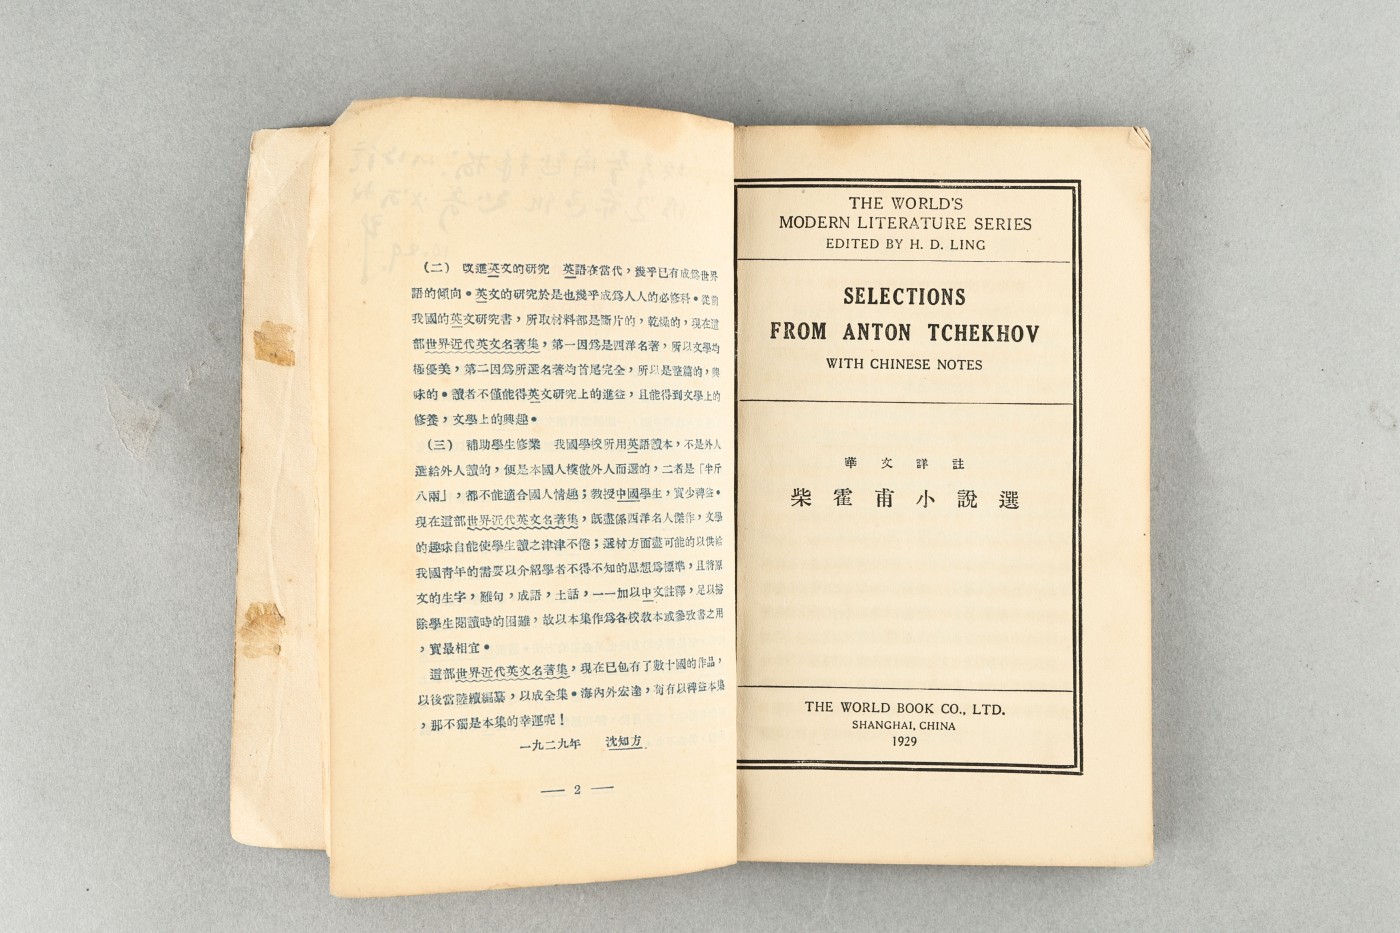 （二） 改進英文的研究 英語在當代，幾乎已有成爲世界
語的傾向。英文的研究於是也幾乎成爲人人的必修科。從前
我國的英文研究書，所取材料都是斷片的，乾燥的，現在這
部世界近代英文名著集，第一因爲是西洋名著，所以文學均
極優美，第二因爲所選名著均首尾完全，所以是整篇的，興
味的。讀者不僅能得英文研究上的進益，且能得到文學上的
修養，文學上的興趣。
（三） 補助學生修業 我國學校所用英語讀本，不是外人
選給外人讀的，便是本國人模倣外人而選的，二者是「半斤
八兩」，都不能適合國人情趣；教授中國學生，實少裨益。
現在這部世界近代英文名著集，既盡係西洋名人傑作，文學
的趣味自能使學生讀之津津不倦；選材方面盡可能的以供給
我國青年的需要以介紹學者不得不知的思想爲標準，且將原
文的生字，難句，成語，土話，一一加以中文註釋，足以掃
除學生閱讀時的困難，故以本集作爲各校教本或參攷書之用
，實最相宜。
這部世界近代英文名著集，現在已包有了數十國的作品，
以後當陸續編纂，以成全集。海內外宏達，苟有以裨益本集
，那不獨是本集的幸運呢！
一九二九年 沈知方
— 2 —
THE WORLD'S
MODERN LITERATURE SERIES
EDITED BY H. D. LING
SELECTIONS
FROM ANTON TCHEKHOV
WITH CHINESE NOTES
華文詳註
柴霍甫小說選
THE WORLD BOOK CO., LTD.
SHANGHAI, CHINA
1929